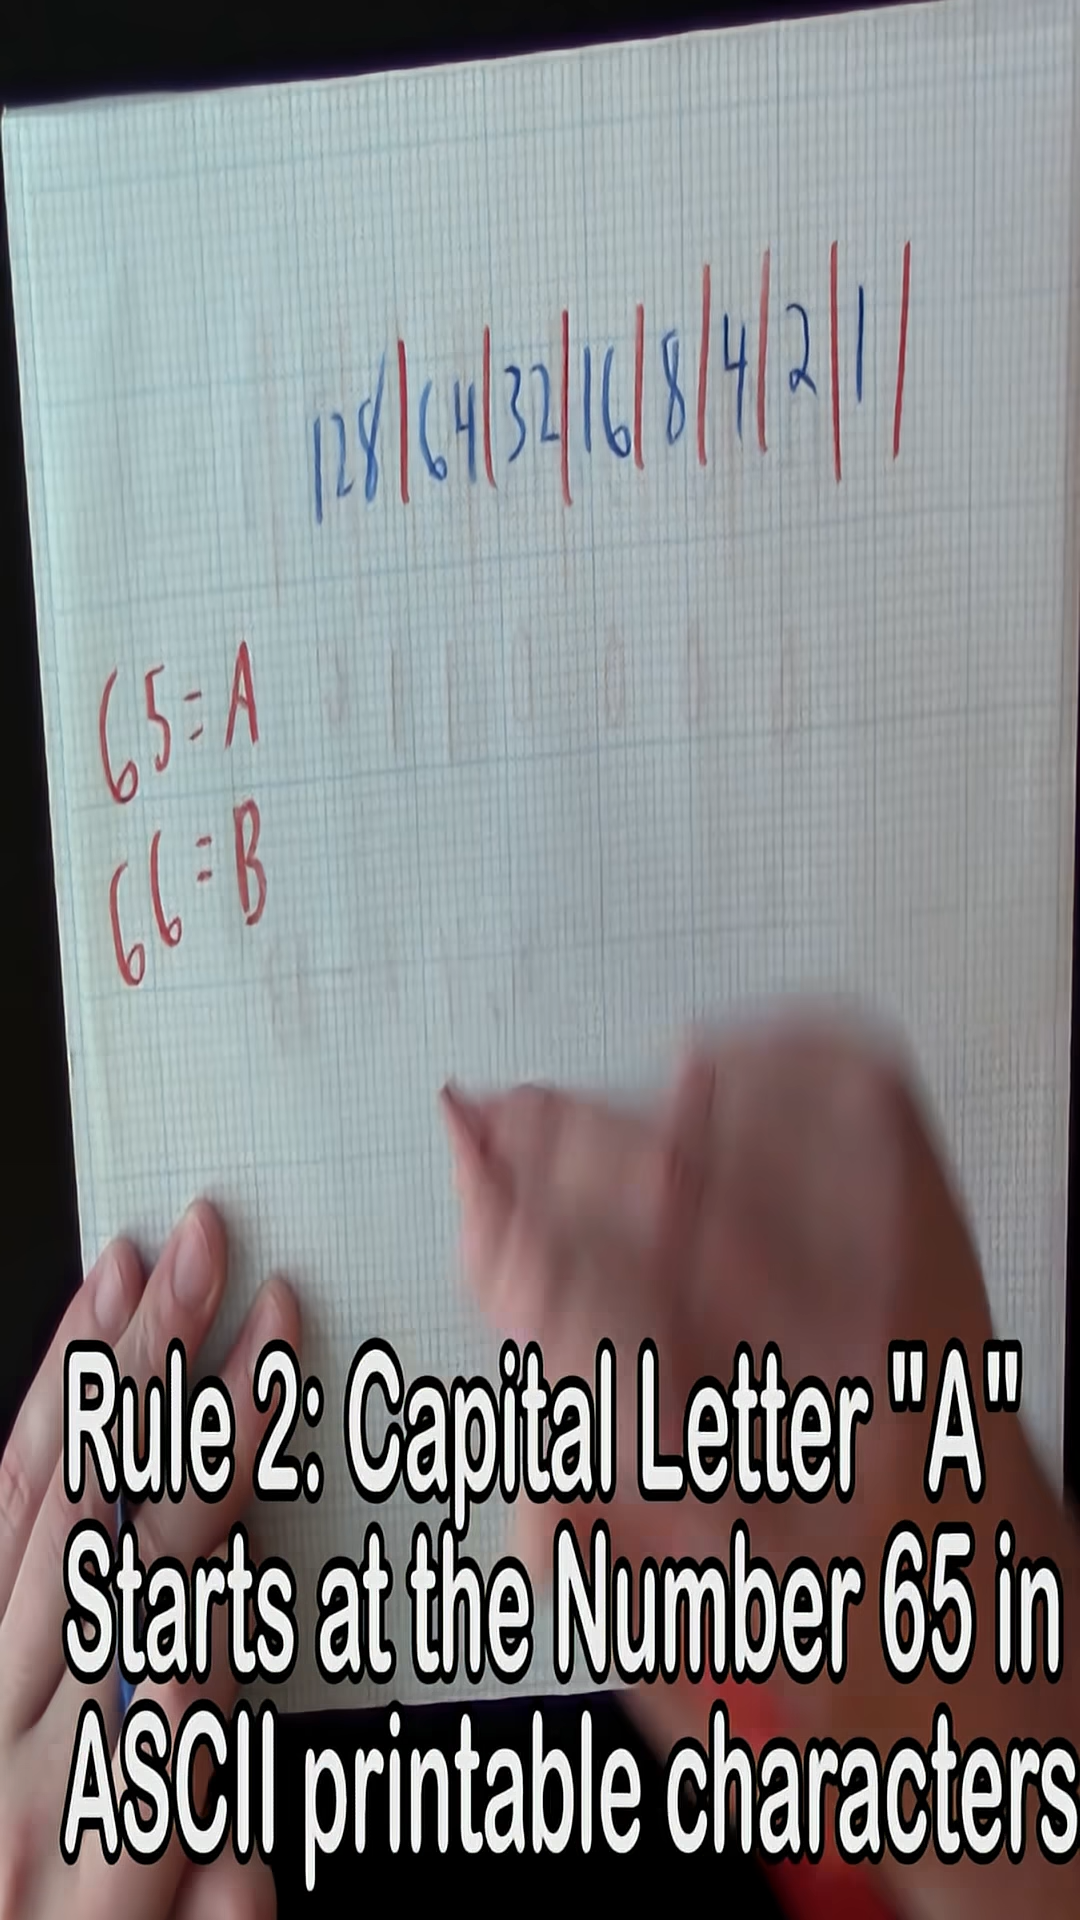 128|64|32|16|8|4|2|1|
65=A
66=B
Rule 2: Capital Letter "A"
Starts at the Number 65 in
ASCII printable characters